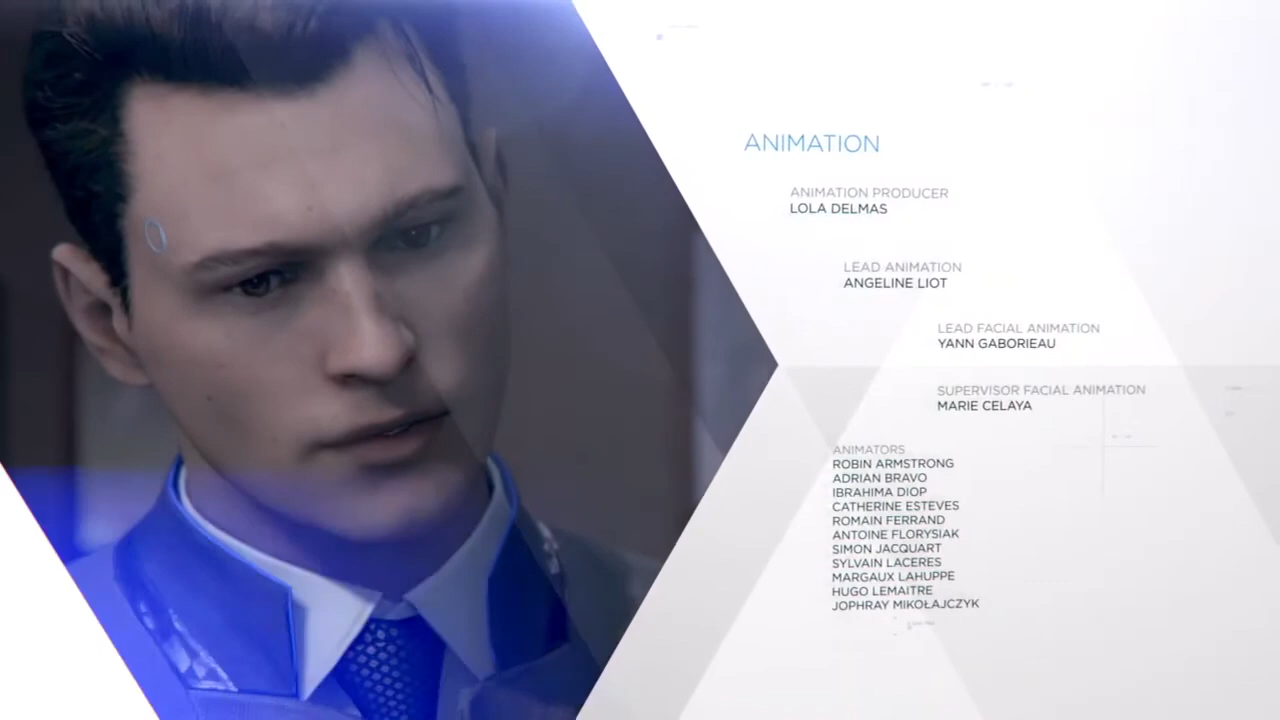 ANIMATION
ANIMATION PRODUCER
LOLA DELMAS
LEAD ANIMATION
ANGELINE LIOT
LEAD FACIAL ANIMATION
YANN GABORIEAU
SUPERVISOR FACIAL ANIMATION
MARIE CELAYA
ANIMATORS
ROBIN ARMSTRONG
ADRIAN BRAVO
IBRAHIMA DIOP
CATHERINE ESTEVES
ROMAIN FERRAND
ANTOINE FLORYSIAK
SIMON JACQUART
SYLVAIN LACERES
MARGAUX LAHUPPE
HUGO LEMAITRE
JOPHRAY MIKOŁAJCZYK